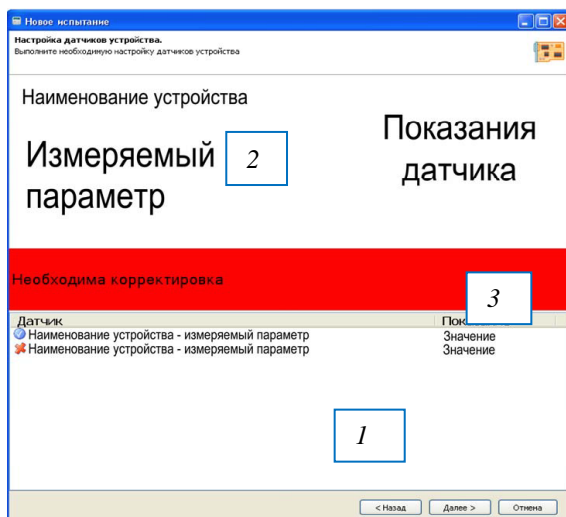 Новое испытание
Настройка датчиков устройства.
Выполните необходимую настройку датчиков устройства
Наименование устройства
Показания
датчика
Измеряемый
параметр
2
Необходима корректировка
3
Датчик
Наименование устройства - измеряемый параметр Значение
Наименование устройства - измеряемый параметр Значение
1
< Назад Далее > Отмена